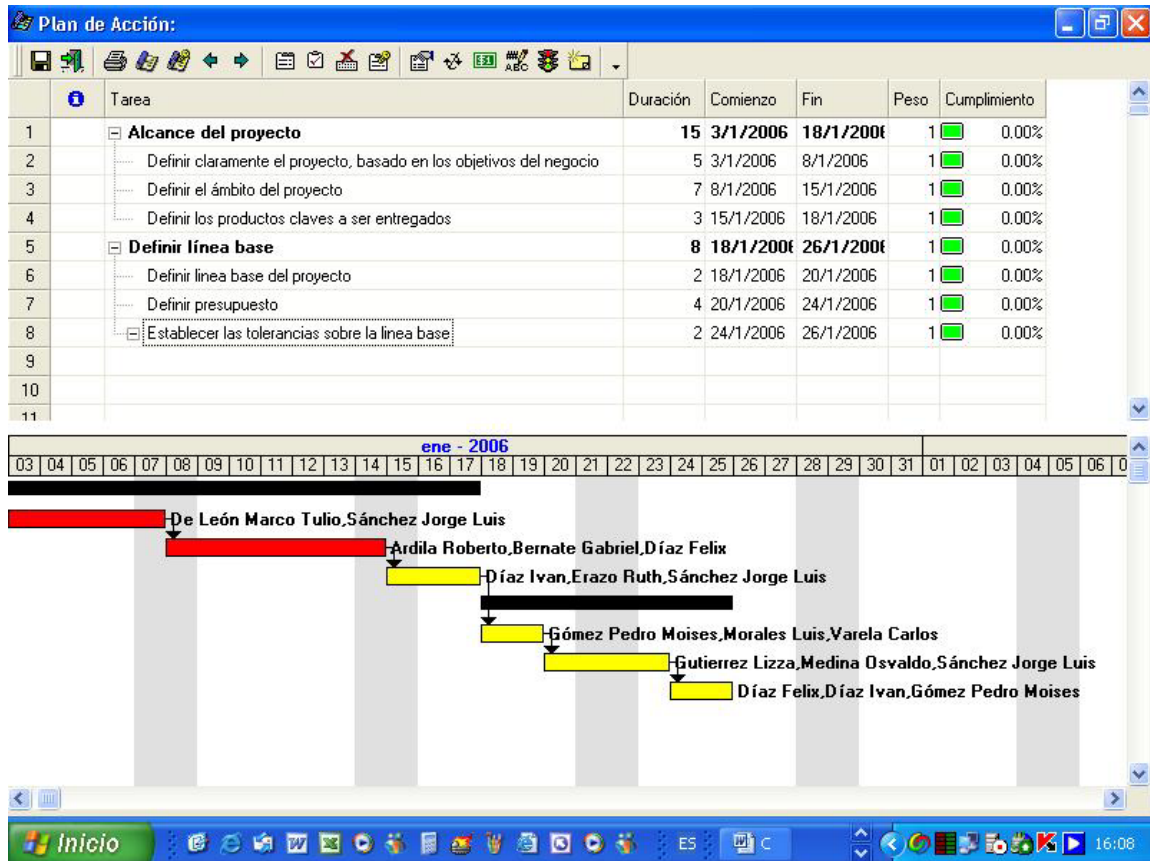 Plan de Acción:
Tarea Duración Comienzo Fin Peso Cumplimiento
1 Alcance del proyecto 15 3/1/2006 18/1/2006 1 0.00%
2 Definir claramente el proyecto, basado en los objetivos del negocio 5 3/1/2006 8/1/2006 1 0.00%
3 Definir el ámbito del proyecto 7 8/1/2006 15/1/2006 1 0.00%
4 Definir los productos claves a ser entregados 3 15/1/2006 18/1/2006 1 0.00%
5 Definir línea base 8 18/1/2006 26/1/2006 1 0.00%
6 Definir linea base del proyecto 2 18/1/2006 20/1/2006 1 0.00%
7 Definir presupuesto 4 20/1/2006 24/1/2006 1 0.00%
8 Establecer las tolerancias sobre la linea base 2 24/1/2006 26/1/2006 1 0.00%
9
10
11
ene - 2006
03 04 05 06 07 08 09 10 11 12 13 14 15 16 17 18 19 20 21 22 23 24 25 26 27 28 29 30 31 01 02 03 04 05 06
De León Marco Tulio,Sánchez Jorge Luis
Ardila Roberto,Bernate Gabriel,Díaz Felix
Díaz Ivan,Erazo Ruth,Sánchez Jorge Luis
Gómez Pedro Moises,Morales Luis,Varela Carlos
Gutierrez Lizza,Medina Osvaldo,Sánchez Jorge Luis
Díaz Felix,Díaz Ivan,Gómez Pedro Moises
Inicio ES C 16:08